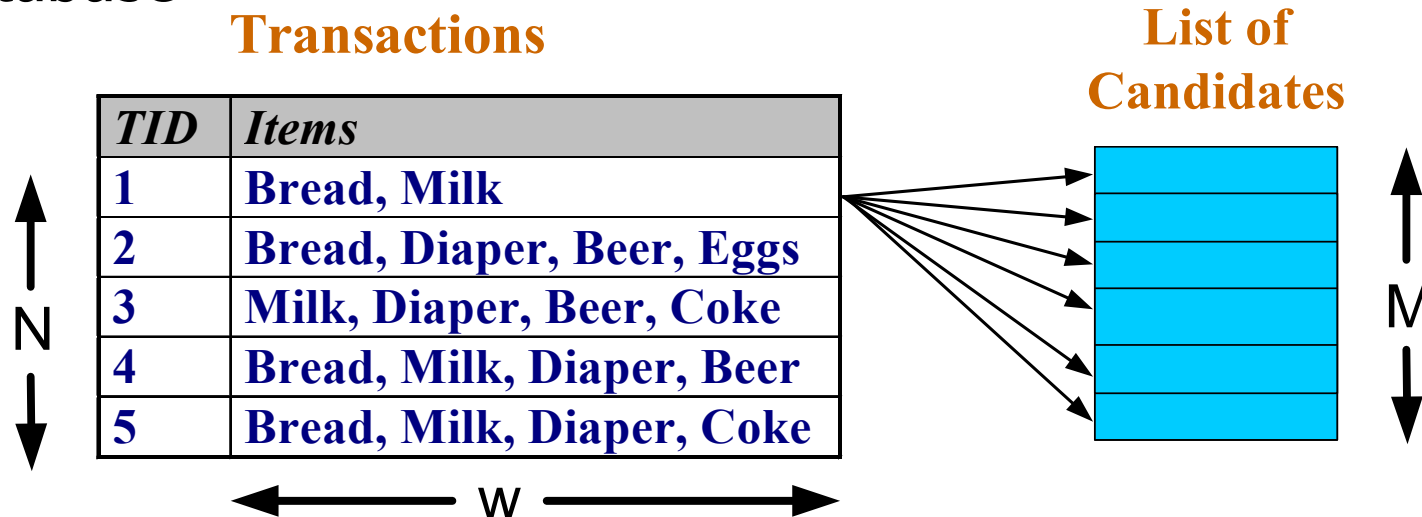 Transactions
List of
Candidates
TID Items
1 Bread, Milk
2 Bread, Diaper, Beer, Eggs
3 Milk, Diaper, Beer, Coke
4 Bread, Milk, Diaper, Beer
5 Bread, Milk, Diaper, Coke
N
M
w